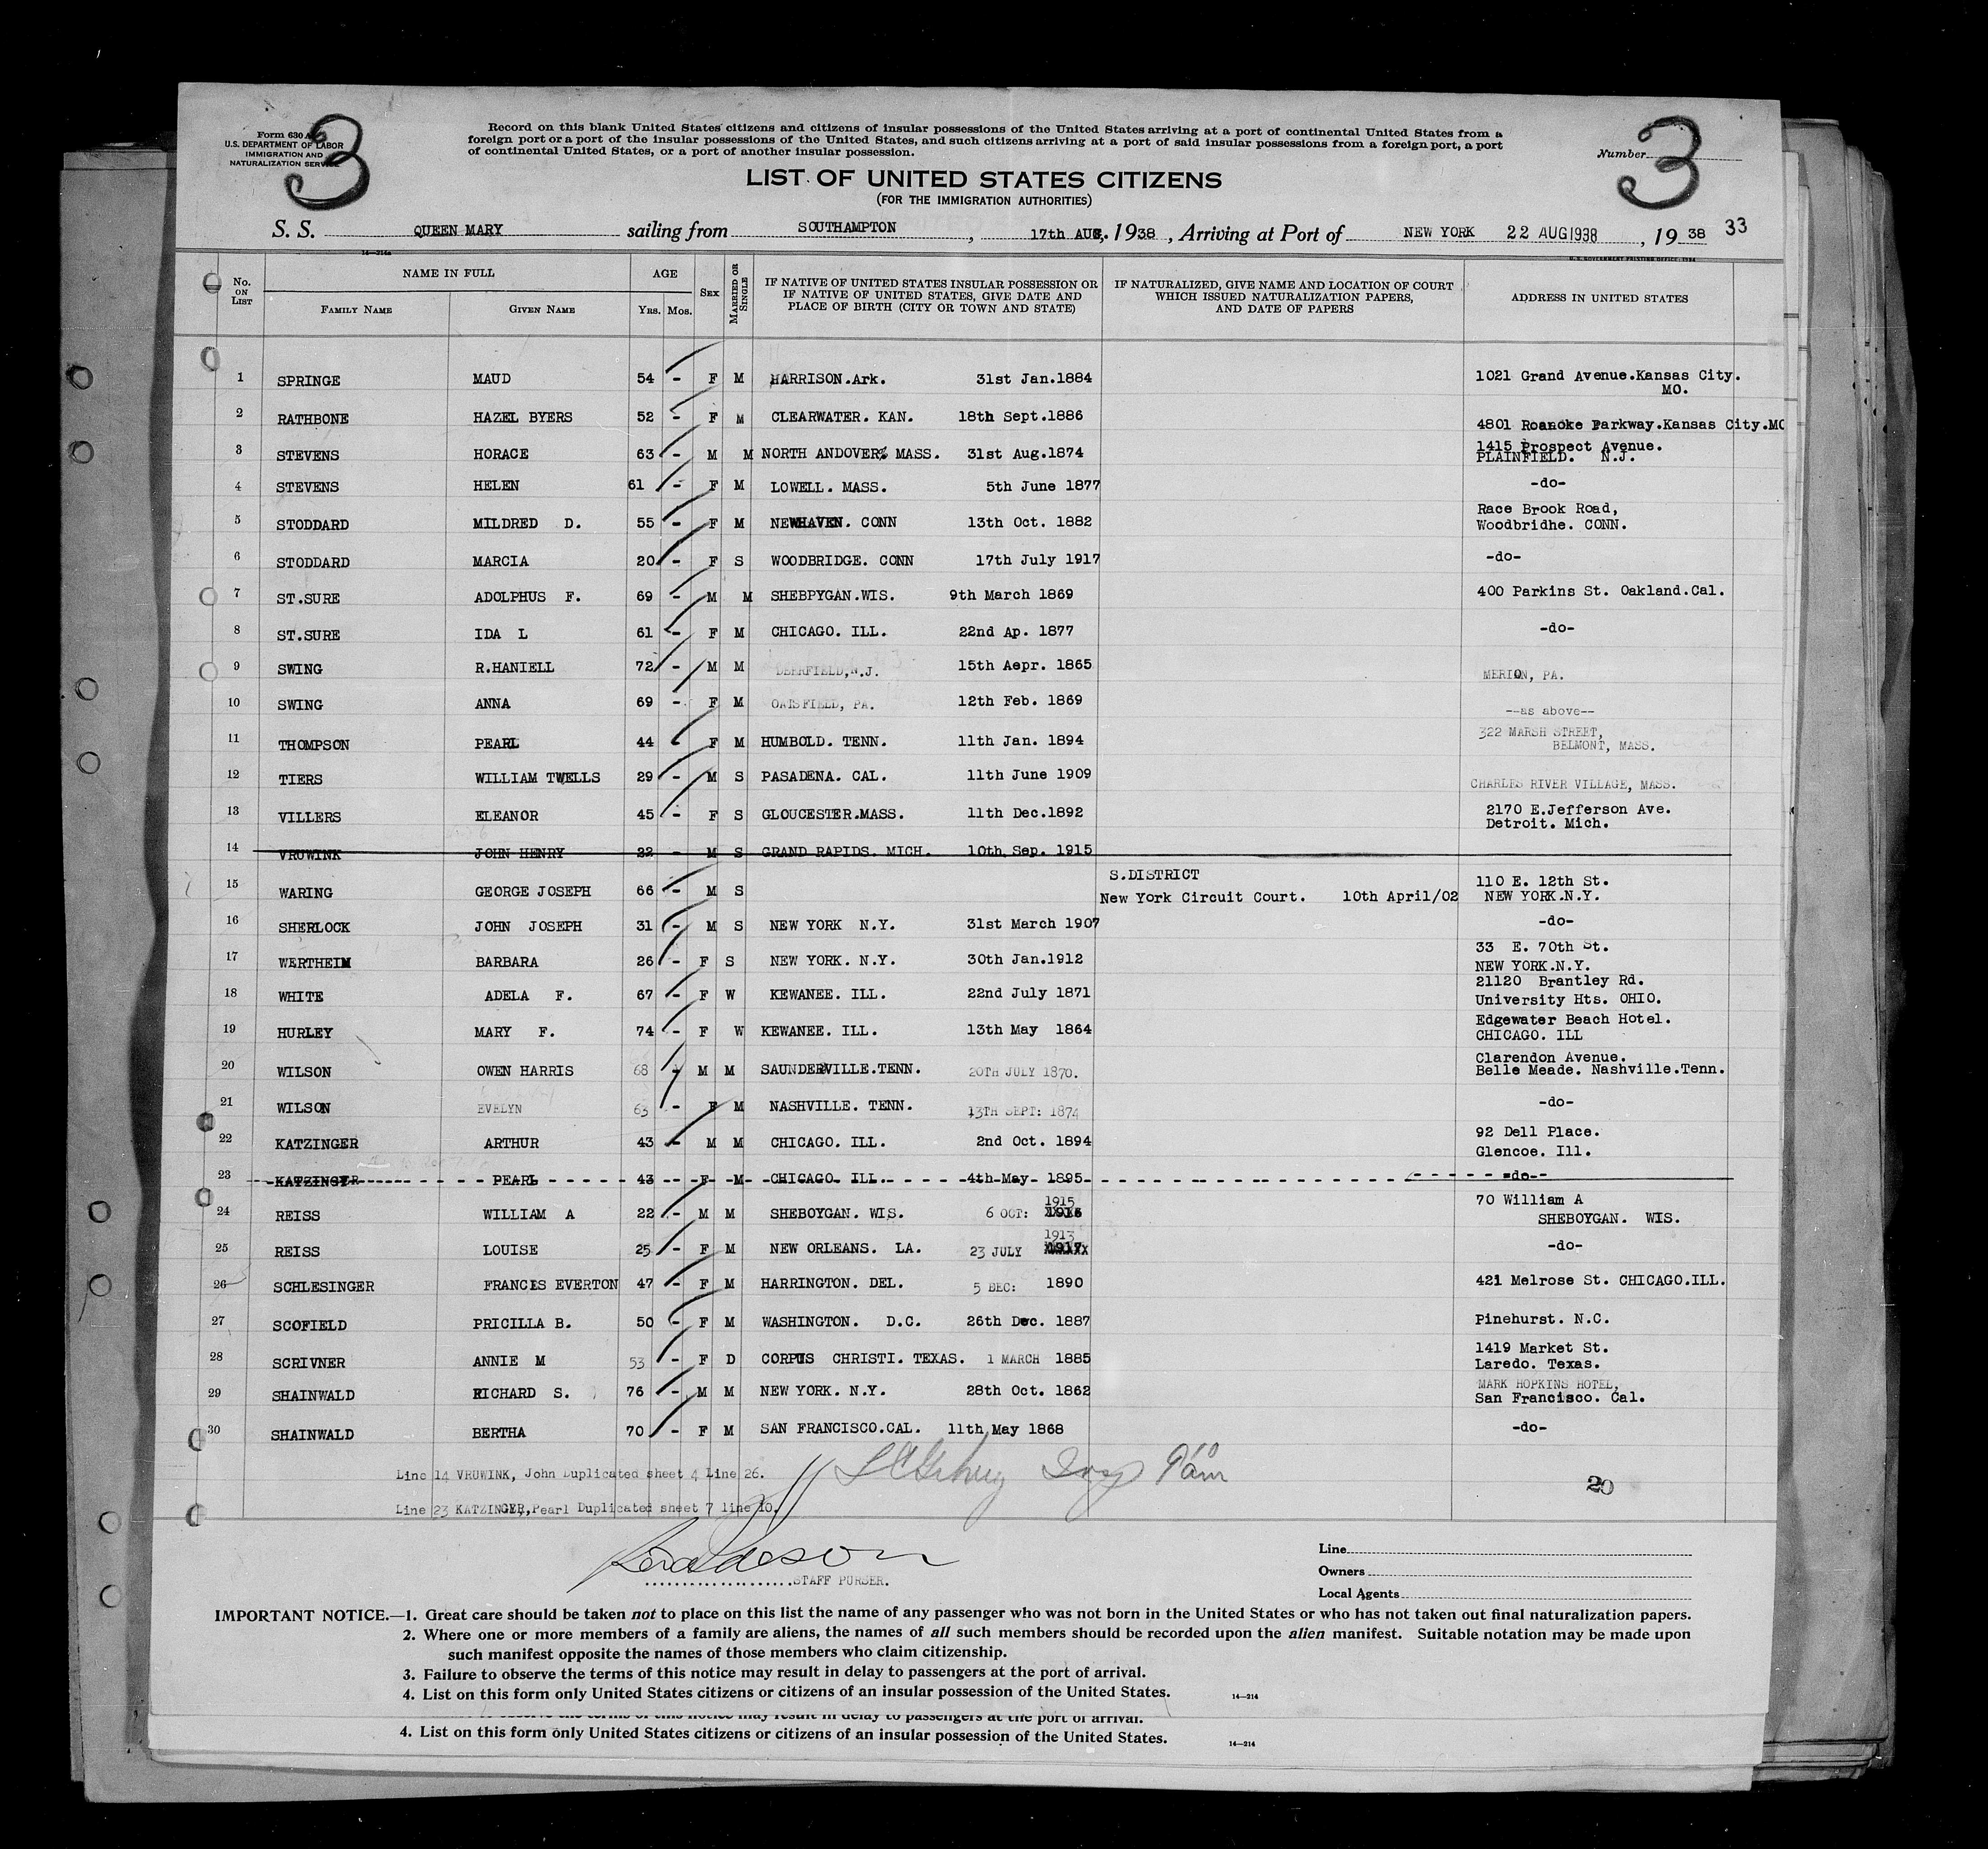 3
3
Form 630 A
U.S. DEPARTMENT OF LABOR
IMMIGRATION AND
NATURALIZATION SERVICE
Record on this blank United States citizens and citizens of insular possessions of the United States arriving at a port of continental United States from a
foreign port or a port of the insular possessions of the United States, and such citizens arriving at a port of said insular possessions from a foreign port, a port
of continental United States, or a port of another insular possession.
Number
LIST OF UNITED STATES CITIZENS
(FOR THE IMMIGRATION AUTHORITIES)
S. S. QUEEN MARY sailing from SOUTHAMPTON, 17th AUG. 1938, Arriving at Port of NEW YORK 22 AUG 1938, 19 38 33
14—214a
U. S. GOVERNMENT PRINTING OFFICE: 1934
No. ON LIST NAME IN FULL FAMILY NAME GIVEN NAME AGE YRS. MOS. SEX MARRIED OR SINGLE IF NATIVE OF UNITED STATES INSULAR POSSESSION OR IF NATIVE OF UNITED STATES, GIVE DATE AND PLACE OF BIRTH (CITY OR TOWN AND STATE) IF NATURALIZED, GIVE NAME AND LOCATION OF COURT WHICH ISSUED NATURALIZATION PAPERS, AND DATE OF PAPERS ADDRESS IN UNITED STATES
1 SPRINGE MAUD 54 - F M HARRISON.Ark. 31st Jan.1884 1021 Grand Avenue.Kansas City.
MO.
2 RATHBONE HAZEL BYERS 52 - F M CLEARWATER. KAN. 18th Sept.1886 4801 Roanoke Parkway.Kansas City.MO
3 STEVENS HORACE 63 - M M NORTH ANDOVER. MASS. 31st Aug.1874 1415 Prospect Avenue.
PLAINFIELD. N.J.
4 STEVENS HELEN 61 - F M LOWELL. MASS. 5th June 1877 -do-
5 STODDARD MILDRED D. 55 - F M NEWHAVEN. CONN 13th Oct. 1882 Race Brook Road,
Woodbridhe. CONN.
6 STODDARD MARCIA 20 - F S WOODBRIDGE. CONN 17th July 1917 -do-
7 ST.SURE ADOLPHUS F. 69 - M M SHEBPYGAN.WIS. 9th March 1869 400 Parkins St. Oakland.Cal.
8 ST.SURE IDA L 61 - F M CHICAGO. ILL. 22nd Ap. 1877 -do-
9 SWING R.HANIELL 72 - M M DEERFIELD,N.J. 15th Aepr. 1865 MERION, PA.
10 SWING ANNA 69 - F M OATSFIELD, PA. 12th Feb. 1869 --as above--
11 THOMPSON PEARL 44 - F M HUMBOLD. TENN. 11th Jan. 1894 322 MARSH STREET,
BELMONT, MASS.
12 TIERS WILLIAM TWELLS 29 - M S PASADENA. CAL. 11th June 1909 CHARLES RIVER VILLAGE, MASS.
13 VILLERS ELEANOR 45 - F S GLOUCESTER.MASS. 11th Dec.1892 2170 E.Jefferson Ave.
Detroit. Mich.
14 VRUWINK JOHN HENRY 22 - M S GRAND RAPIDS. MICH. 10th Sep. 1915
15 WARING GEORGE JOSEPH 66 - M S S.DISTRICT
New York Circuit Court. 10th April/02 110 E. 12th St.
NEW YORK.N.Y.
16 SHERLOCK JOHN JOSEPH 31 - M S NEW YORK N.Y. 31st March 1907 -do-
17 WERTHEIM BARBARA 26 - F S NEW YORK. N.Y. 30th Jan.1912 33 E. 70th St.
NEW YORK.N.Y.
18 WHITE ADELA F. 67 - F W KEWANEE. ILL. 22nd July 1871 21120 Brantley Rd.
University Hts. OHIO.
19 HURLEY MARY F. 74 - F W KEWANEE. ILL. 13th May 1864 Edgewater Beach Hotel.
CHICAGO. ILL
20 WILSON OWEN HARRIS 68 - M M SAUNDERVILLE.TENN. 20TH JULY 1870. Clarendon Avenue.
Belle Meade. Nashville.Tenn.
21 WILSON EVELYN 63 - F M NASHVILLE. TENN. 13TH SEPT: 1874 -do-
22 KATZINGER ARTHUR 43 - M M CHICAGO. ILL. 2nd Oct. 1894 92 Dell Place.
Glencoe. Ill.
23 KATZINGER PEARL 43 - F M CHICAGO. ILL. 4th May 1895 -do-
24 REISS WILLIAM A 22 - M M SHEBOYGAN. WIS. 6 OCT: 1915 70 William A
SHEBOYGAN. WIS.
25 REISS LOUISE 25 - F M NEW ORLEANS. LA. 23 JULY 1913 -do-
26 SCHLESINGER FRANCIS EVERTON 47 - F M HARRINGTON. DEL. 5 DEC: 1890 421 Melrose St. CHICAGO.ILL.
27 SCOFIELD PRICILLA B. 50 - F M WASHINGTON. D.C. 26th Dec. 1887 Pinehurst. N.C.
28 SCRIVNER ANNIE M 53 - F D CORPUS CHRISTI. TEXAS. 1 MARCH 1885 1419 Market St.
Laredo. Texas.
29 SHAINWALD RICHARD S. 76 - M M NEW YORK. N.Y. 28th Oct. 1862 MARK HOPKINS HOTEL,
San Francisco. Cal.
30 SHAINWALD BERTHA 70 - F M SAN FRANCISCO.CAL. 11th May 1868 -do-
Line 14 VRUWINK, John Duplicated sheet 4 Line 26.
Line 23 KATZINGER,Pearl Duplicated sheet 7 line 10.
20
STAFF PURSER.
Line
Owners
Local Agents
IMPORTANT NOTICE.—1. Great care should be taken not to place on this list the name of any passenger who was not born in the United States or who has not taken out final naturalization papers.
2. Where one or more members of a family are aliens, the names of all such members should be recorded upon the alien manifest. Suitable notation may be made upon
such manifest opposite the names of those members who claim citizenship.
3. Failure to observe the terms of this notice may result in delay to passengers at the port of arrival.
4. List on this form only United States citizens or citizens of an insular possession of the United States.
14—214
may result in delay to passengers at the port of arrival.
4. List on this form only United States citizens or citizens of an insular possession of the United States.
14—214